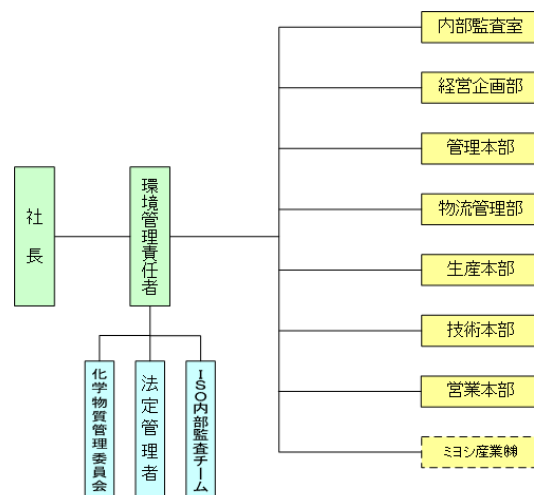 社長
環境管理責任者
化学物質管理委員会
法定管理者
ISO内部監査チーム
内部監査室
経営企画部
管理本部
物流管理部
生産本部
技術本部
営業本部
ミヨシ産業㈱